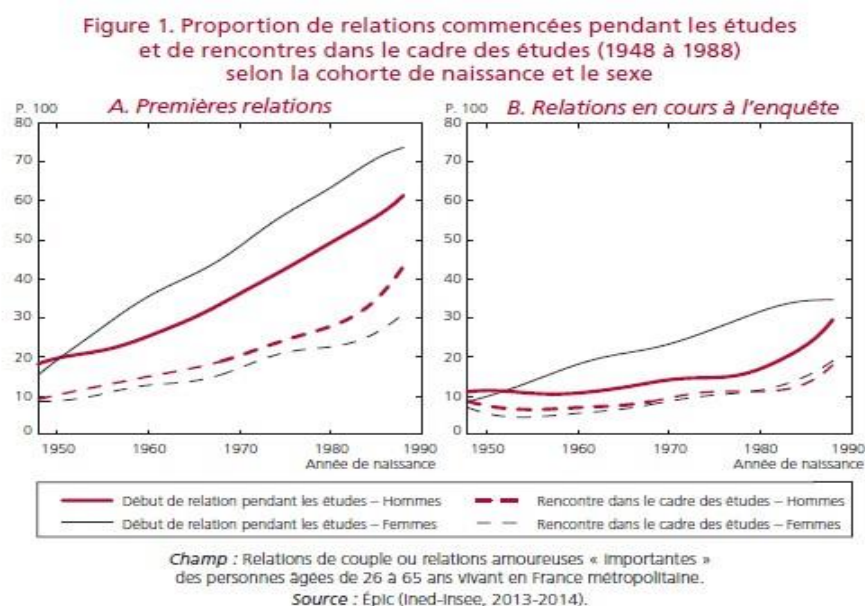 Figure 1. Proportion de relations commencées pendant les études
et de rencontres dans le cadre des études (1948 à 1988)
selon la cohorte de naissance et le sexe
P. 100
A. Premières relations
80
70
60
50
40
30
20
10
0
1950 1960 1970 1980 1990
Année de naissance
P. 100
B. Relations en cours à l'enquête
80
70
60
50
40
30
20
10
0
1950 1960 1970 1980 1990
Année de naissance
Début de relation pendant les études – Hommes
Début de relation pendant les études – Femmes
Rencontre dans le cadre des études – Hommes
Rencontre dans le cadre des études – Femmes
Champ : Relations de couple ou relations amoureuses « importantes »
des personnes âgées de 26 à 65 ans vivant en France métropolitaine.
Source : Épic (Ined-Insee, 2013-2014).